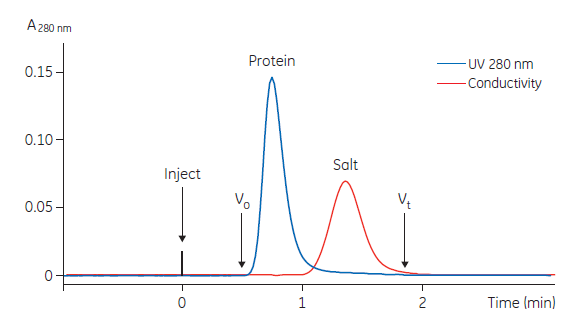 A280 nm
Protein
UV 280 nm
Conductivity
0.15
0.10
Salt
Inject
Vo
Vt
0.05
0
0
1
2
Time (min)